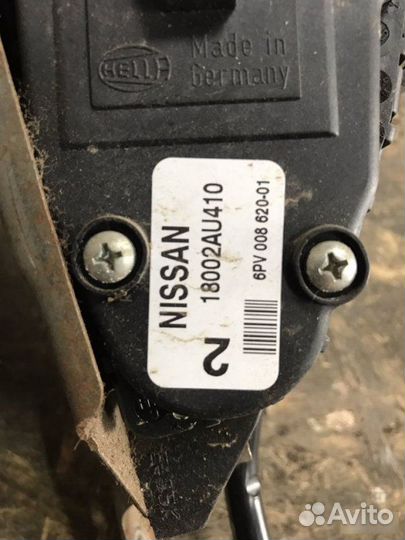 HELLA
Made in
Germany
NISSAN
18002AU410
2
6PV 008 620-01
Avito